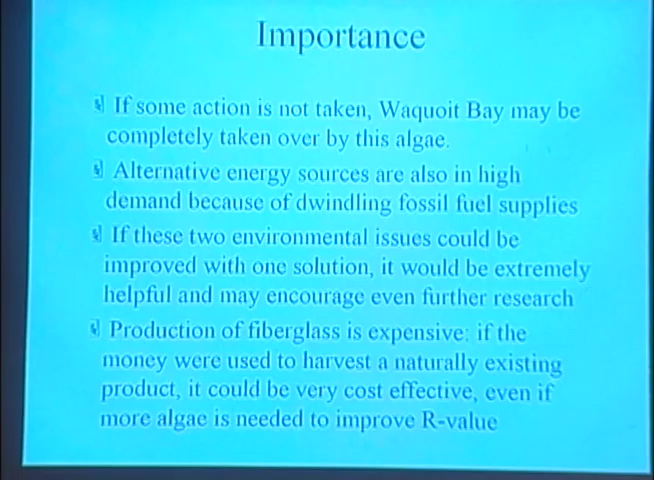 Importance
If some action is not taken, Waquoit Bay may be
completely taken over by this algae.
Alternative energy sources are also in high
demand because of dwindling fossil fuel supplies
If these two environmental issues could be
improved with one solution, it would be extremely
helpful and may encourage even further research
Production of fiberglass is expensive: if the
money were used to harvest a naturally existing
product, it could be very cost effective, even if
more algae is needed to improve R-value